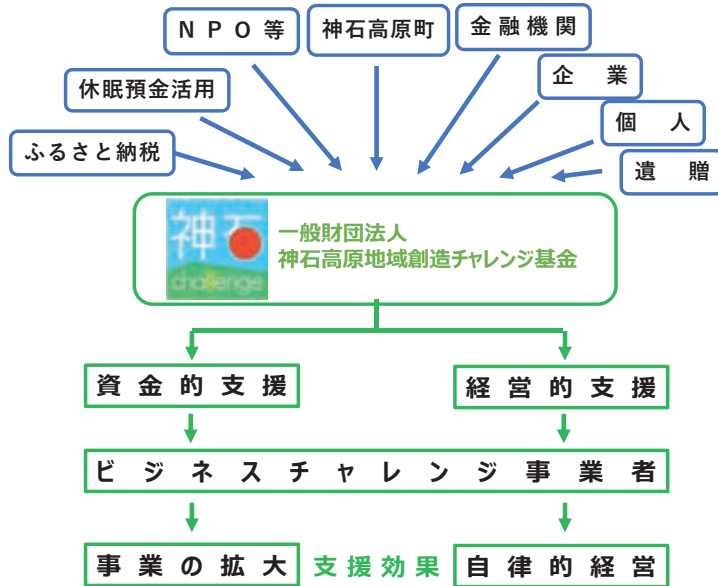 ＮＰＯ等
神石高原町
金融機関
休眠預金活用
企業
ふるさと納税
個人
遺贈
神石
challenge
一般財団法人
神石高原地域創造チャレンジ基金
資金的支援
経営的支援
ビジネスチャレンジ事業者
事業の拡大
支援効果
自律的経営